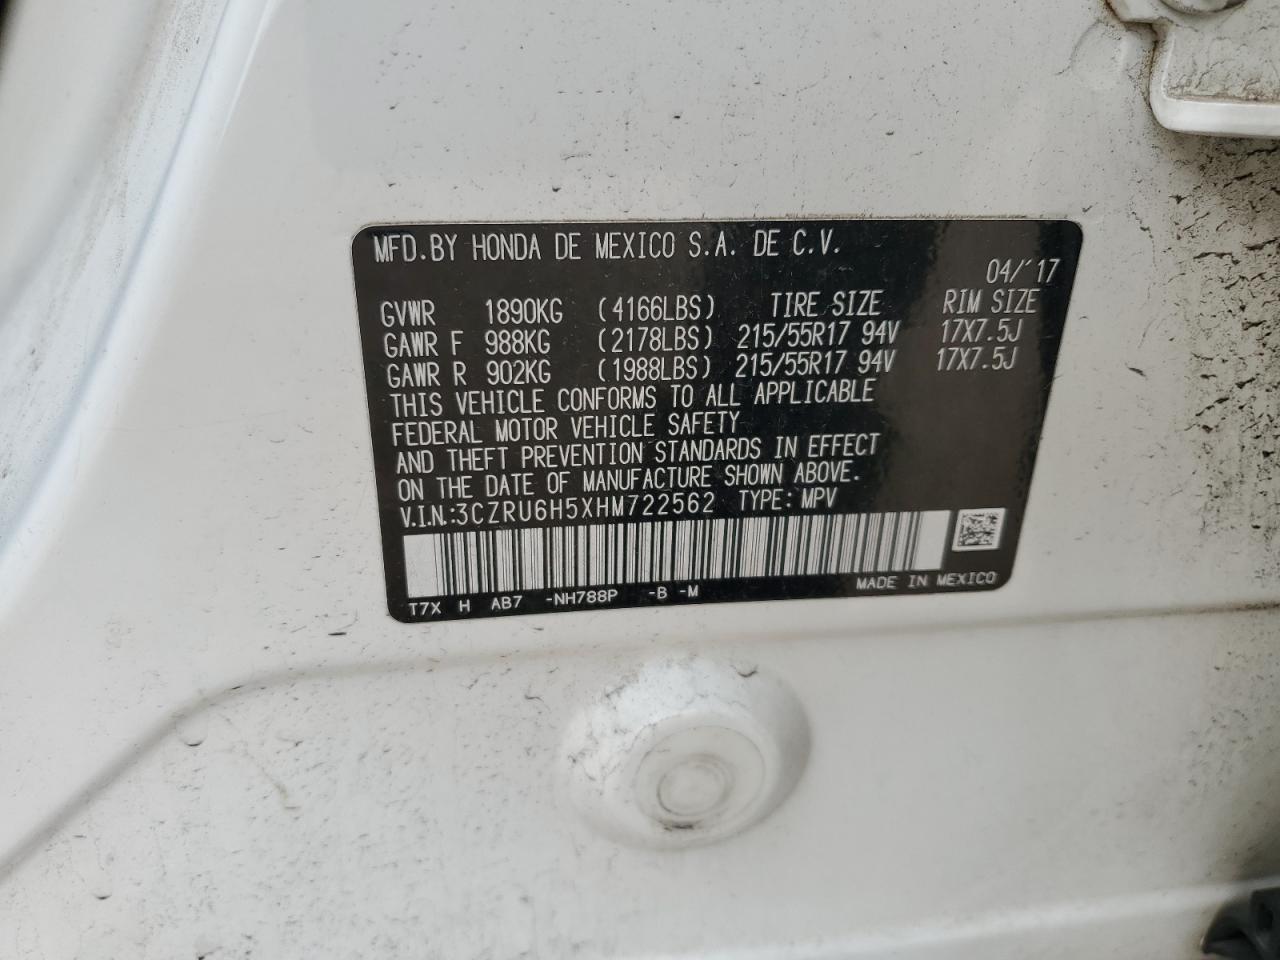 MFD.BY HONDA DE MEXICO S.A. DE C.V.
04/'17
GVWR 1890KG (4166LBS) TIRE SIZE RIM SIZE
GAWR F 988KG (2178LBS) 215/55R17 94V 17X7.5J
GAWR R 902KG (1988LBS) 215/55R17 94V 17X7.5J
THIS VEHICLE CONFORMS TO ALL APPLICABLE
FEDERAL MOTOR VEHICLE SAFETY
AND THEFT PREVENTION STANDARDS IN EFFECT
ON THE DATE OF MANUFACTURE SHOWN ABOVE.
V.I.N:3CZRU6H5XHM722562 TYPE: MPV
T7X H AB7 -NH788P -B -M MADE IN MEXICO